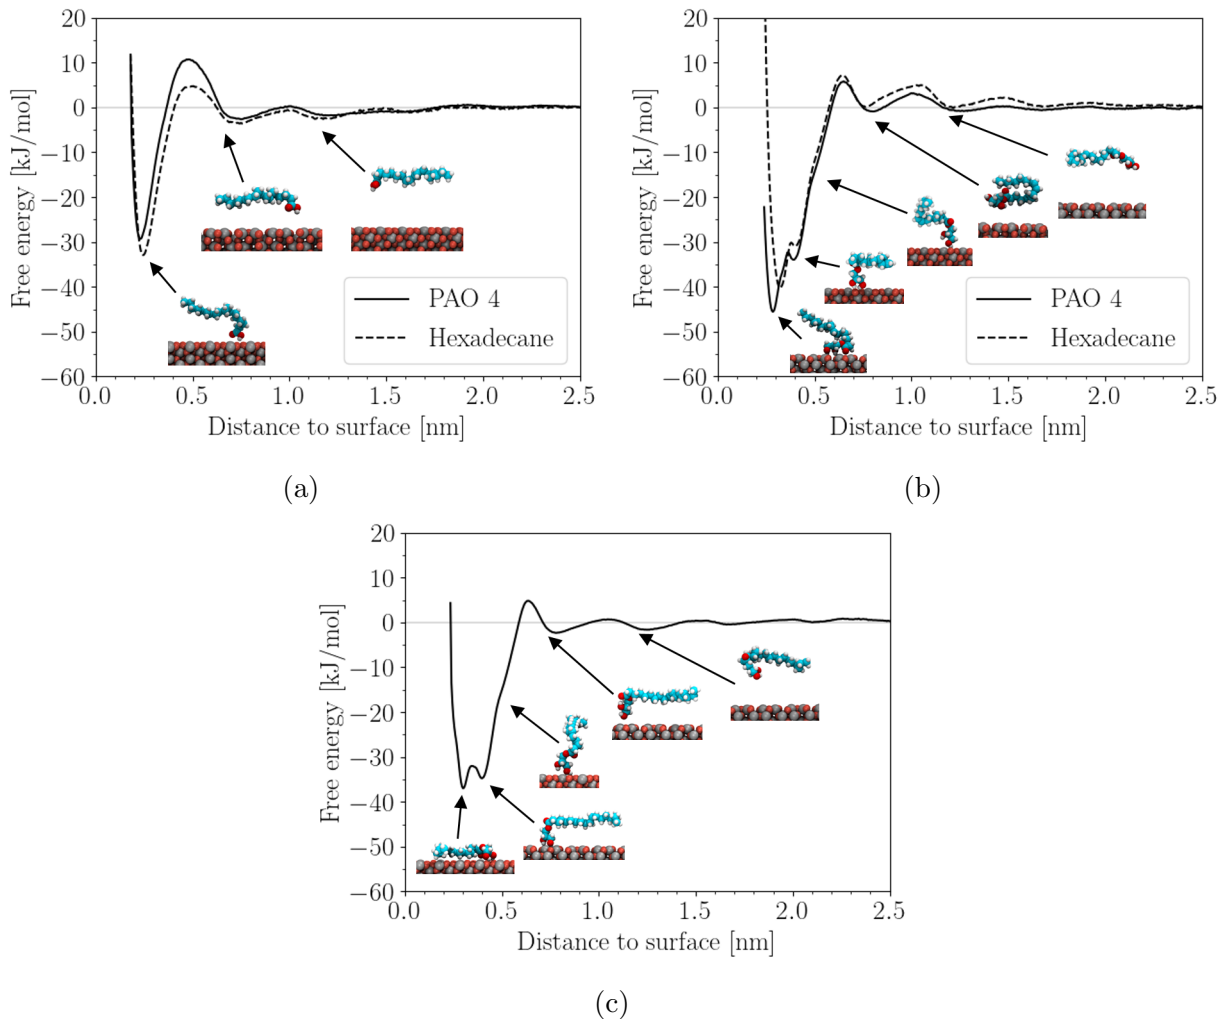 20
10
0
−10
−20
−30
−40
−50
−60
Free energy [kJ/mol]
PAO 4
Hexadecane
0.0 0.5 1.0 1.5 2.0 2.5
Distance to surface [nm]
(a)
20
10
0
−10
−20
−30
−40
−50
−60
Free energy [kJ/mol]
PAO 4
Hexadecane
0.0 0.5 1.0 1.5 2.0 2.5
Distance to surface [nm]
(b)
20
10
0
−10
−20
−30
−40
−50
−60
Free energy [kJ/mol]
0.0 0.5 1.0 1.5 2.0 2.5
Distance to surface [nm]
(c)